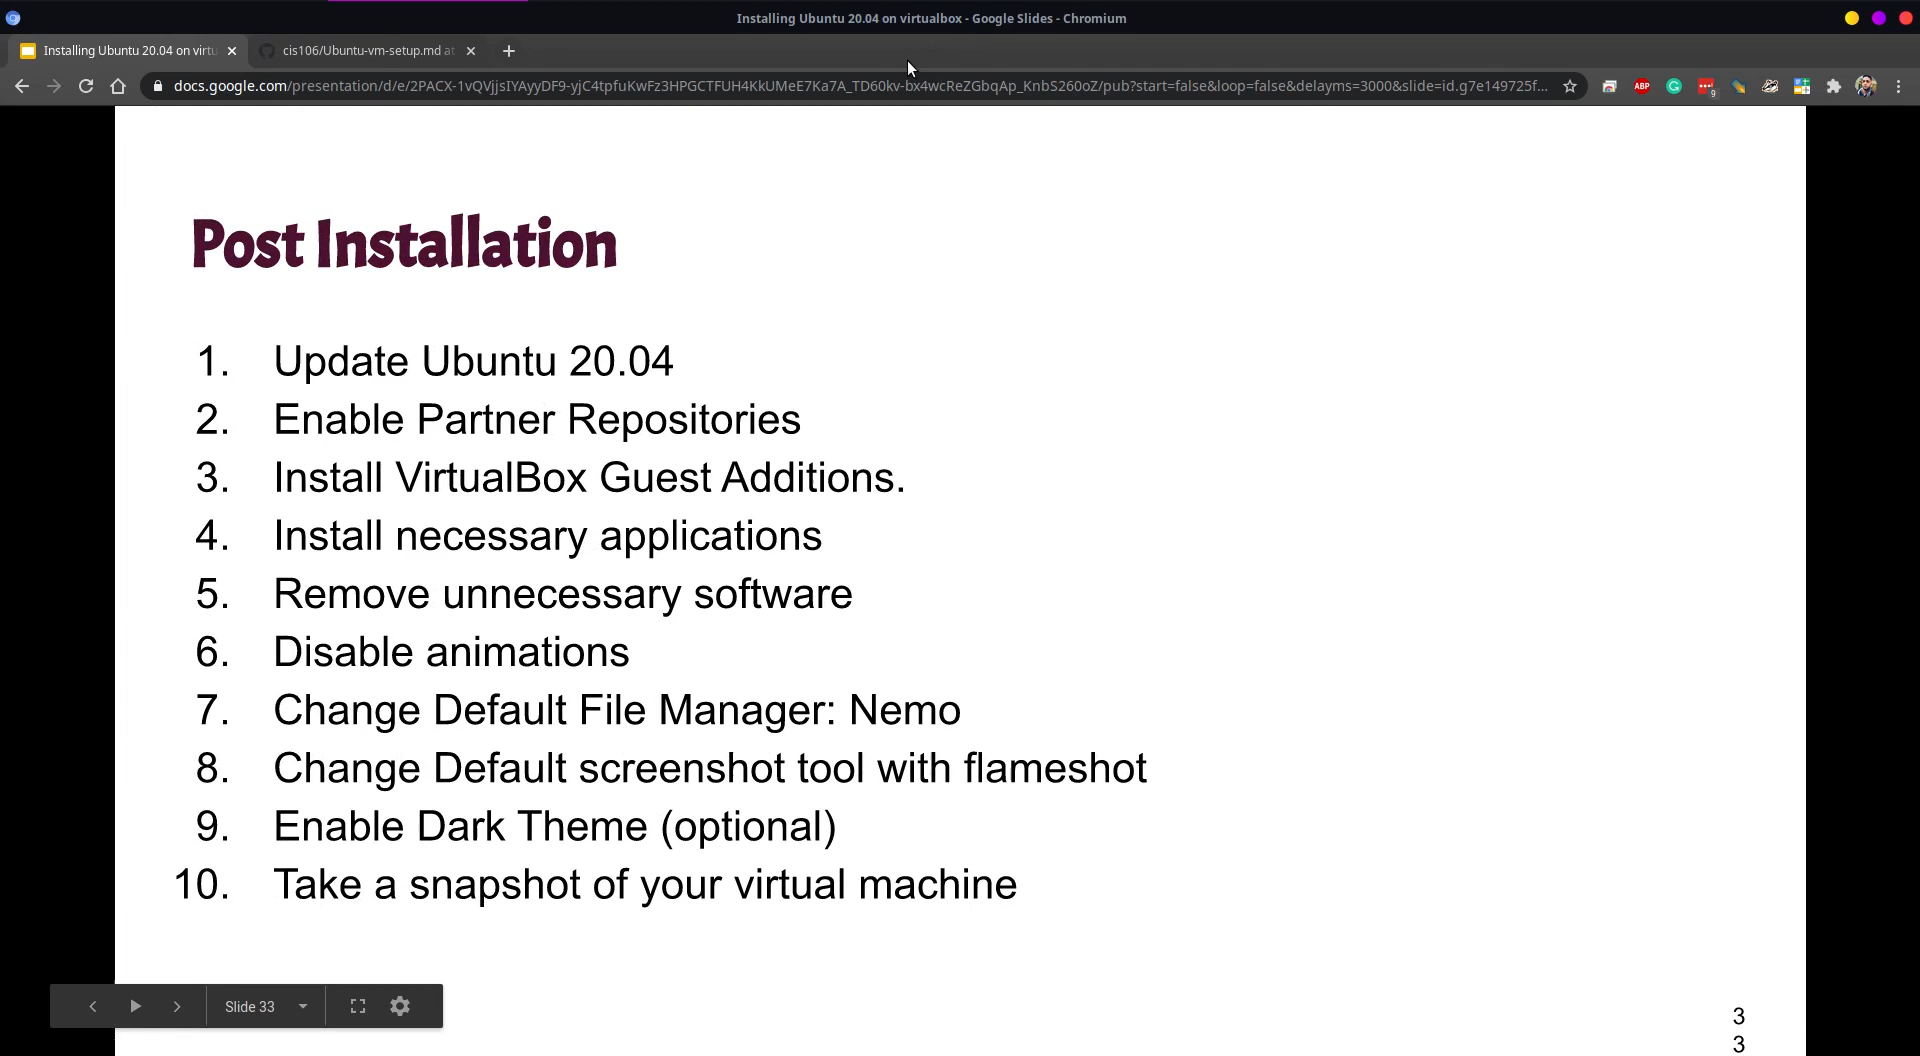 Installing Ubuntu 20.04 on virtualbox - Google Slides - Chromium
Installing Ubuntu 20.04 on virtu
cis106/Ubuntu-vm-setup.md at
docs.google.com/presentation/d/e/2PACX-1vQVjjsIYAyyDF9-yjC4tpfuKwFz3HPGCTFUH4KkUMeE7Ka7A_TD60kv-bx4wcReZGbqAp_KnbS260oZ/pub?start=false&loop=false&delayms=3000&slide=id.g7e149725f...
ABP
9
Post Installation
1. Update Ubuntu 20.04
2. Enable Partner Repositories
3. Install VirtualBox Guest Additions.
4. Install necessary applications
5. Remove unnecessary software
6. Disable animations
7. Change Default File Manager: Nemo
8. Change Default screenshot tool with flameshot
9. Enable Dark Theme (optional)
10. Take a snapshot of your virtual machine
Slide 33
3
3